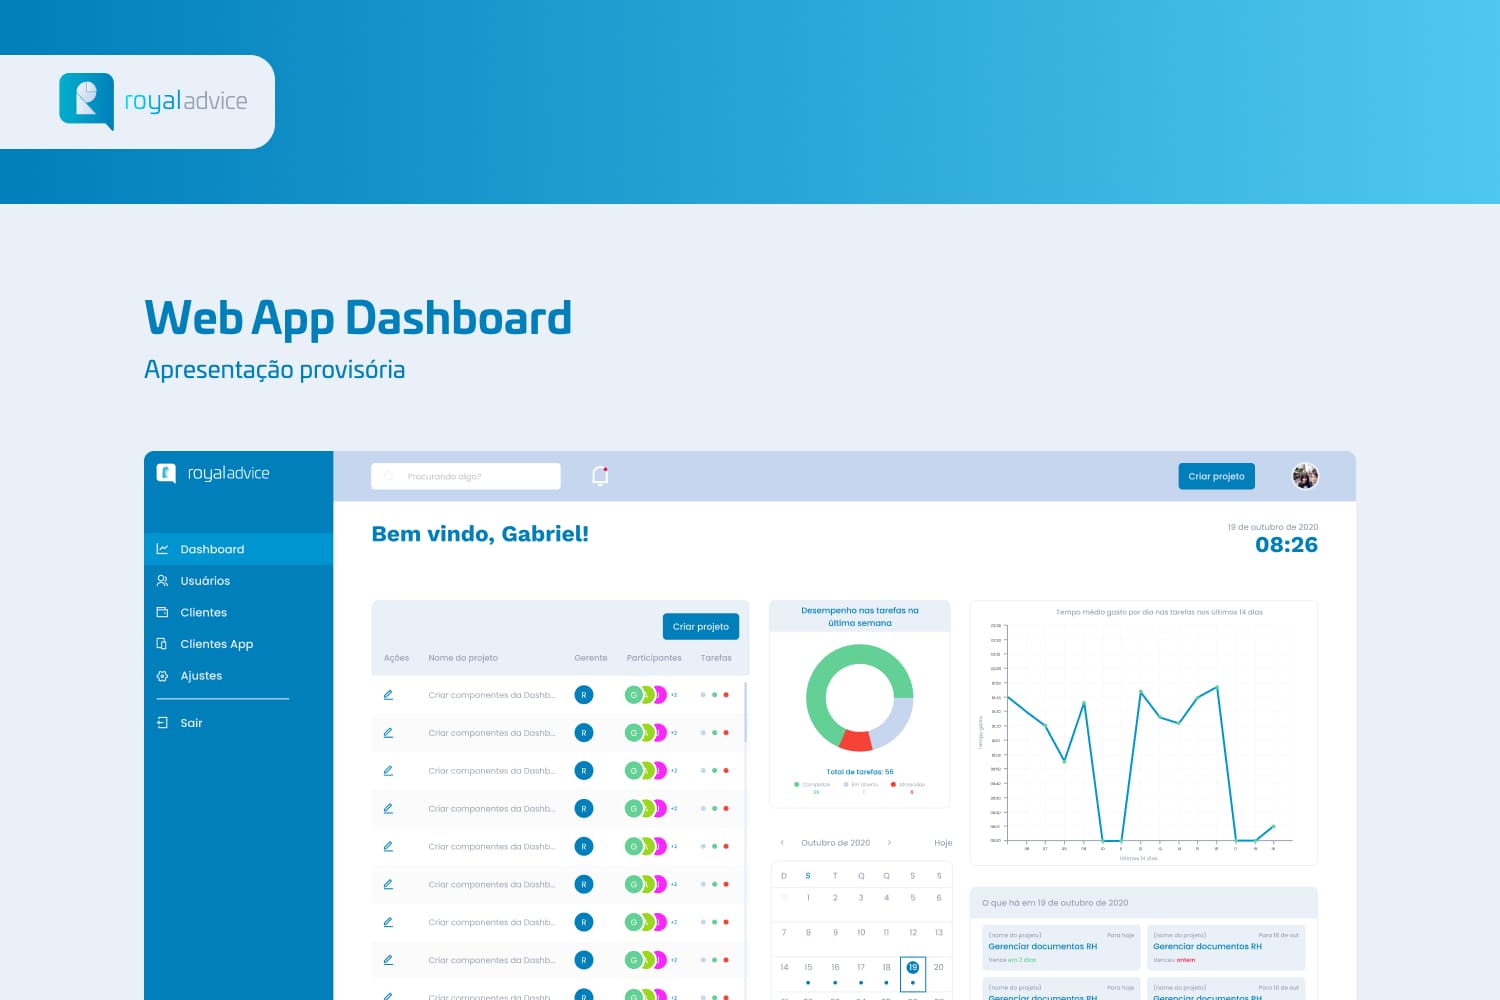 royaladvice
Web App Dashboard
Apresentação provisória
royaladvice
Procurando algo?
Criar projeto
Dashboard
Usuários
Clientes
Clientes App
Ajustes
Sair
Bem vindo, Gabriel!
19 de outubro de 2020
08:26
Criar projeto
Ações Nome do projeto Gerente Participantes Tarefas
Criar componentes da Dashb... R G +2
Criar componentes da Dashb... R G +2
Criar componentes da Dashb... R G +2
Criar componentes da Dashb... R G +2
Criar componentes da Dashb... R G +2
Criar componentes da Dashb... R G +2
Criar componentes da Dashb... R G +2
Criar componentes da Dashb... R G +2
Criar componentes da Dashb...
Desempenho nas tarefas na
última semana
Total de tarefas: 56
Completas Em aberto Atrasadas
Outubro de 2020 Hoje
D S T Q Q S S
1 2 3 4 5 6
7 8 9 10 11 12 13
14 15 16 17 18 19 20
Tempo médio gasto por dia nas tarefas nos últimos 14 dias
Tempo gasto
Últimos 14 dias
O que há em 19 de outubro de 2020
(nome do projeto) Para hoje
Gerenciar documentos RH
Vence em 2 dias
(nome do projeto) Para 18 de out
Gerenciar documentos RH
Venceu ontem
(nome do projeto) Para hoje
Gerenciar documentos RH
(nome do projeto) Para 18 de out
Gerenciar documentos RH